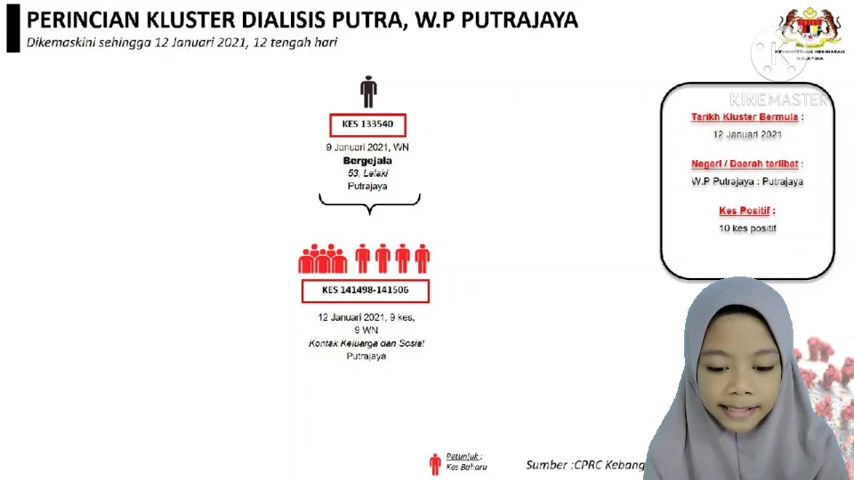 PERINCIAN KLUSTER DIALISIS PUTRA, W.P PUTRAJAYA
Dikemaskini sehingga 12 Januari 2021, 12 tengah hari
KEMENTERIAN KESIHATAN
MALAYSIA
K
KINEMASTER
KES 133540
9 Januari 2021, WN
Bergejala
53, Lelaki
Putrajaya
KES 141498-141506
12 Januari 2021, 9 kes,
9 WN
Kontak Keluarga dan Sosial
Putrajaya
Tarikh Kluster Bermula :
12 Januari 2021
Negeri / Daerah terlibat :
W.P Putrajaya : Putrajaya
Kes Positif :
10 kes positif
Petunjuk :
Kes Baharu
Sumber :CPRC Kebang